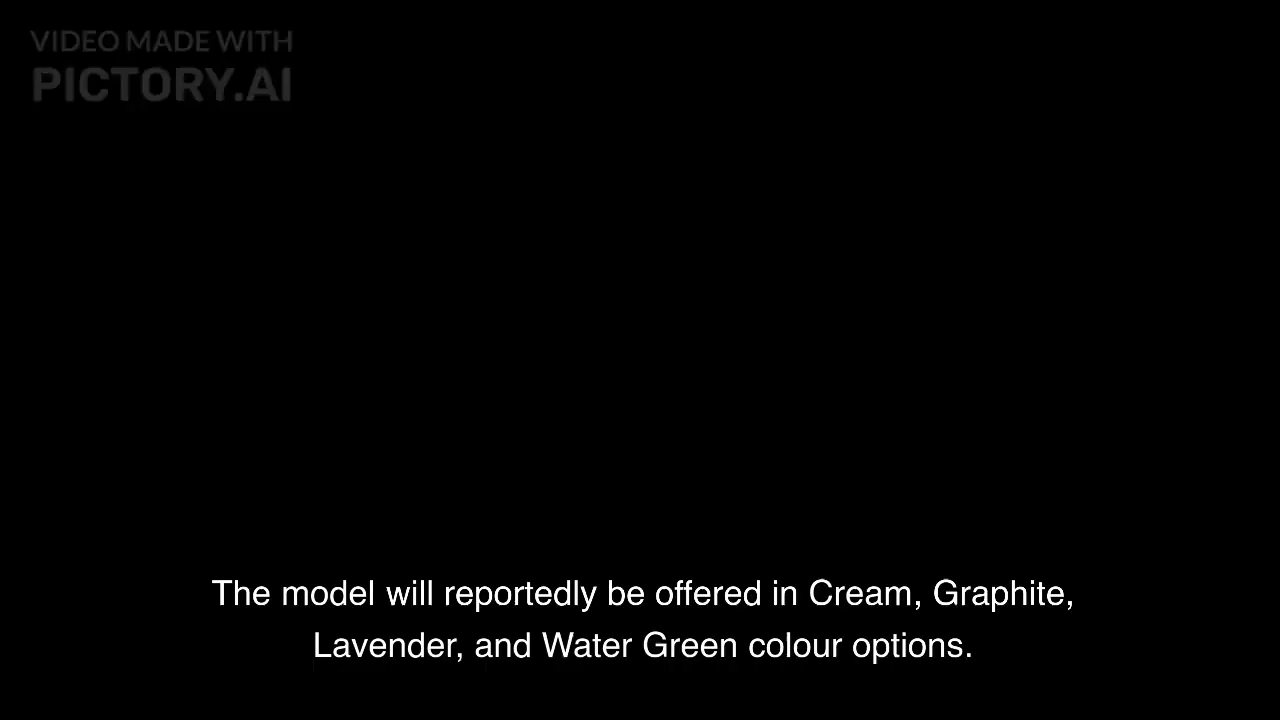 VIDEO MADE WITH
PICTORY.AI
The model will reportedly be offered in Cream, Graphite,
Lavender, and Water Green colour options.